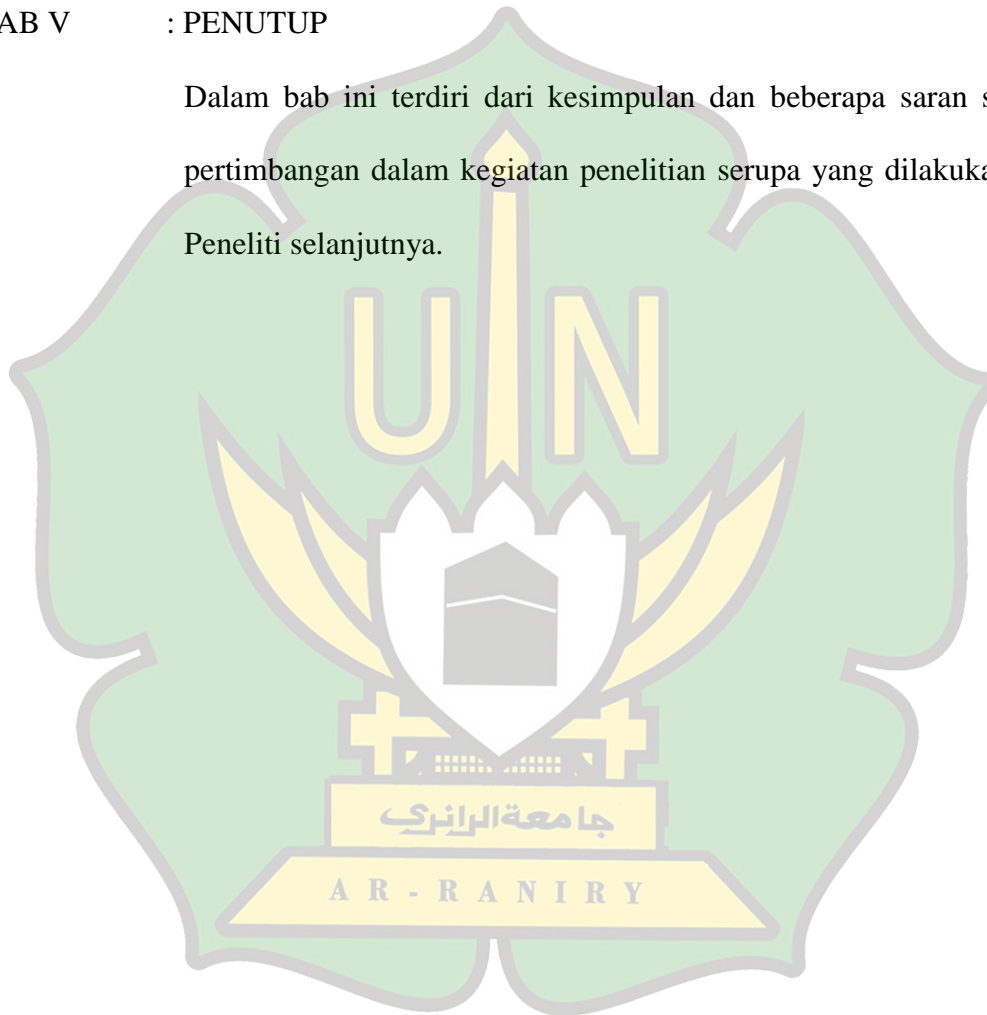 AB V : PENUTUP
Dalam bab ini terdiri dari kesimpulan dan beberapa saran
pertimbangan dalam kegiatan penelitian serupa yang
Peneliti selanjutnya.
U N
جامعةالرانري
AR - RANIRY